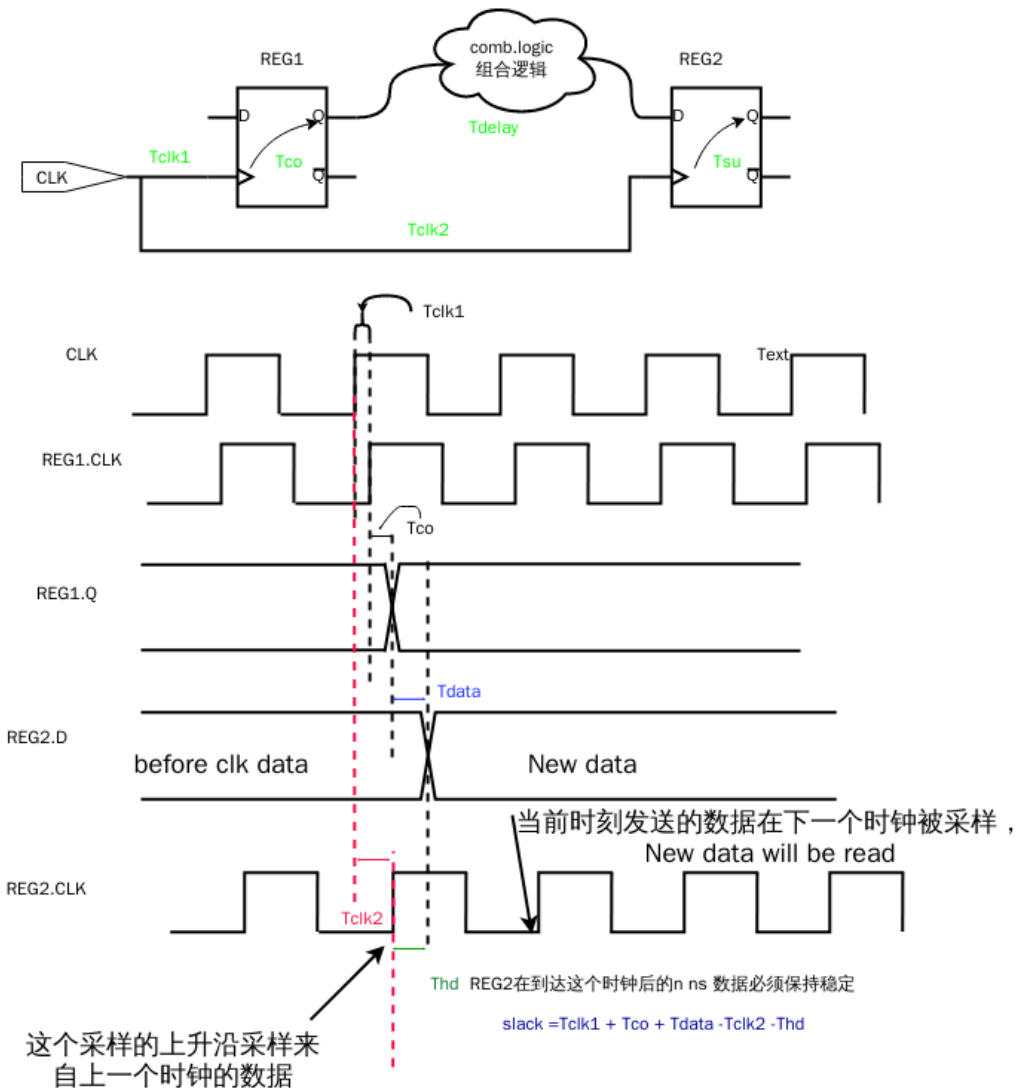 comb.logic
组合逻辑
REG1
REG2
D
Q
D
Q
Tdelay
Tclk1
Tco
Tsu
CLK
Q
Q
Tclk2
Tclk1
CLK
Text
REG1.CLK
Tco
REG1.Q
Tdata
REG2.D
before clk data
New data
当前时刻发送的数据在下一个时钟被采样，
New data will be read
REG2.CLK
Tclk2
Thd REG2在到达这个时钟后的n ns 数据必须保持稳定
slack =Tclk1 + Tco + Tdata -Tclk2 -Thd
这个采样的上升沿采样来
自上一个时钟的数据